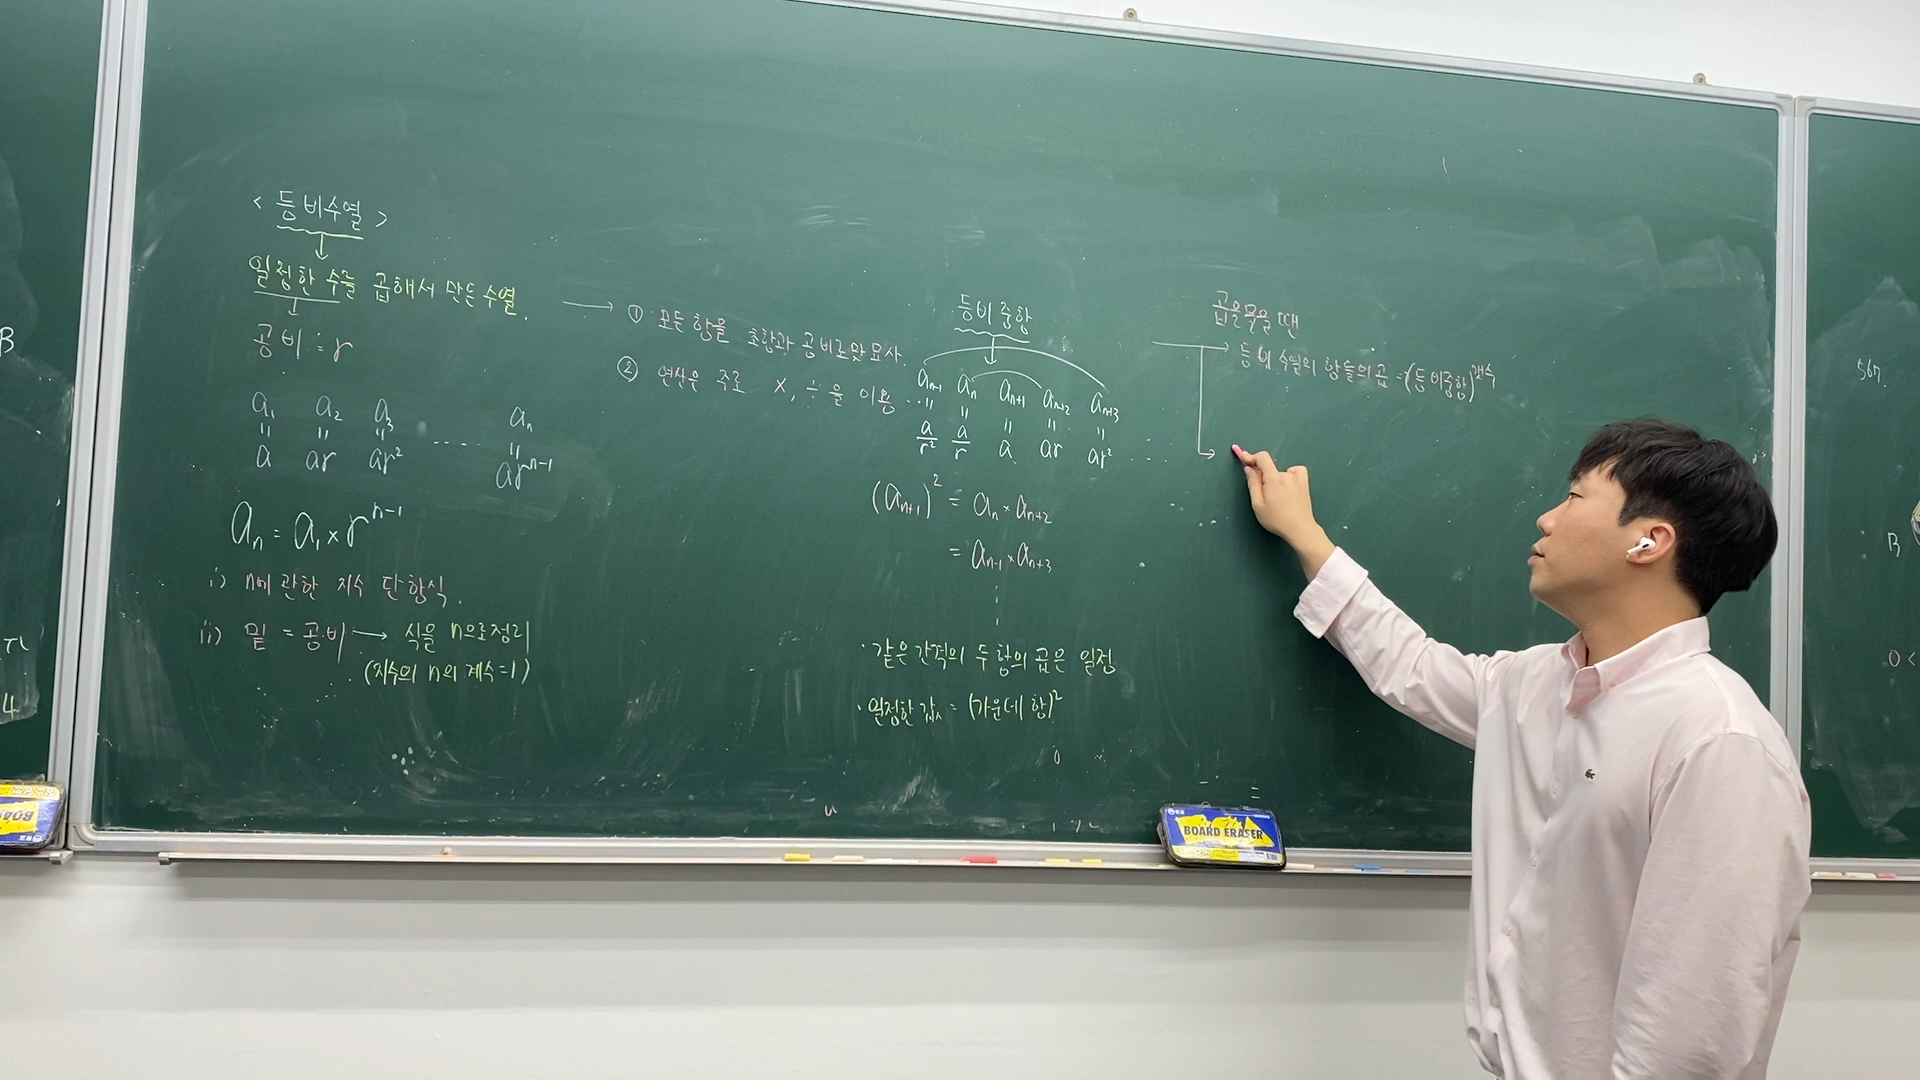 < 등비수열 >
일정한 수를 곱해서 만든 수열.
공비 : r
a₁ a₂ a₃ ..... aₙ
" " " "
a ar ar² arⁿ⁻¹
aₙ = a₁ × rⁿ⁻¹
i) n에 관한 지수 단항식.
ii) 밑 = 공비 → 식을 n으로 정리
(지수의 n의 계수 = 1)
→ ① 모든 항을 초항과 공비로 묘사.
② 연산은 주로 ×, ÷ 을 이용
등비중항
aₙ₋₁ aₙ aₙ₊₁ aₙ₊₂ aₙ₊₃
... " " " " "
a/r² a/r a ar ar² ....
(aₙ₊₁)² = aₙ × aₙ₊₂
= aₙ₋₁ × aₙ₊₃
· 같은 간격의 두 항의 곱은 일정
· 일정한 값 = (가운데 항)²
곱을 묶을 땐
→ 등비수열의 항들의 곱 = (등비중항)^갯수
B
π
4
567.
B
0 <
BOARD ERASER